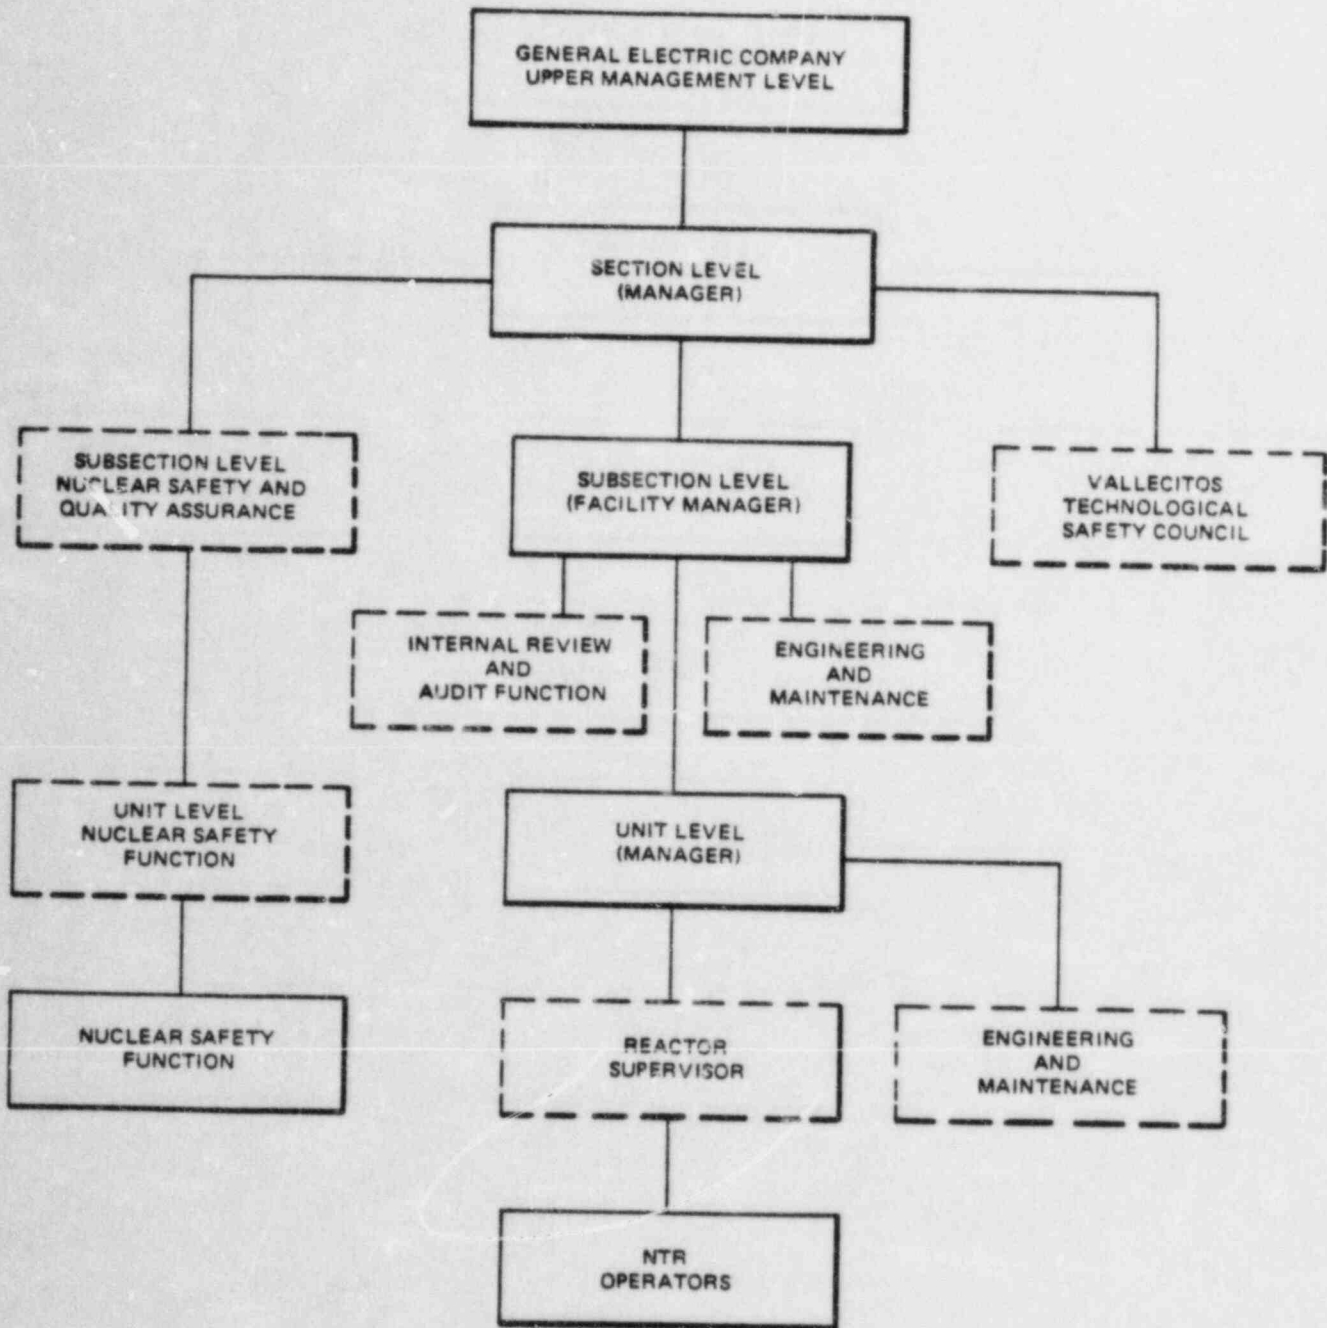 GENERAL ELECTRIC COMPANY
UPPER MANAGEMENT LEVEL
SECTION LEVEL
(MANAGER)
SUBSECTION LEVEL
NUCLEAR SAFETY AND
QUALITY ASSURANCE
SUBSECTION LEVEL
(FACILITY MANAGER)
VALLECITOS
TECHNOLOGICAL
SAFETY COUNCIL
INTERNAL REVIEW
AND
AUDIT FUNCTION
ENGINEERING
AND
MAINTENANCE
UNIT LEVEL
NUCLEAR SAFETY
FUNCTION
UNIT LEVEL
(MANAGER)
NUCLEAR SAFETY
FUNCTION
REACTOR
SUPERVISOR
ENGINEERING
AND
MAINTENANCE
NTR
OPERATORS